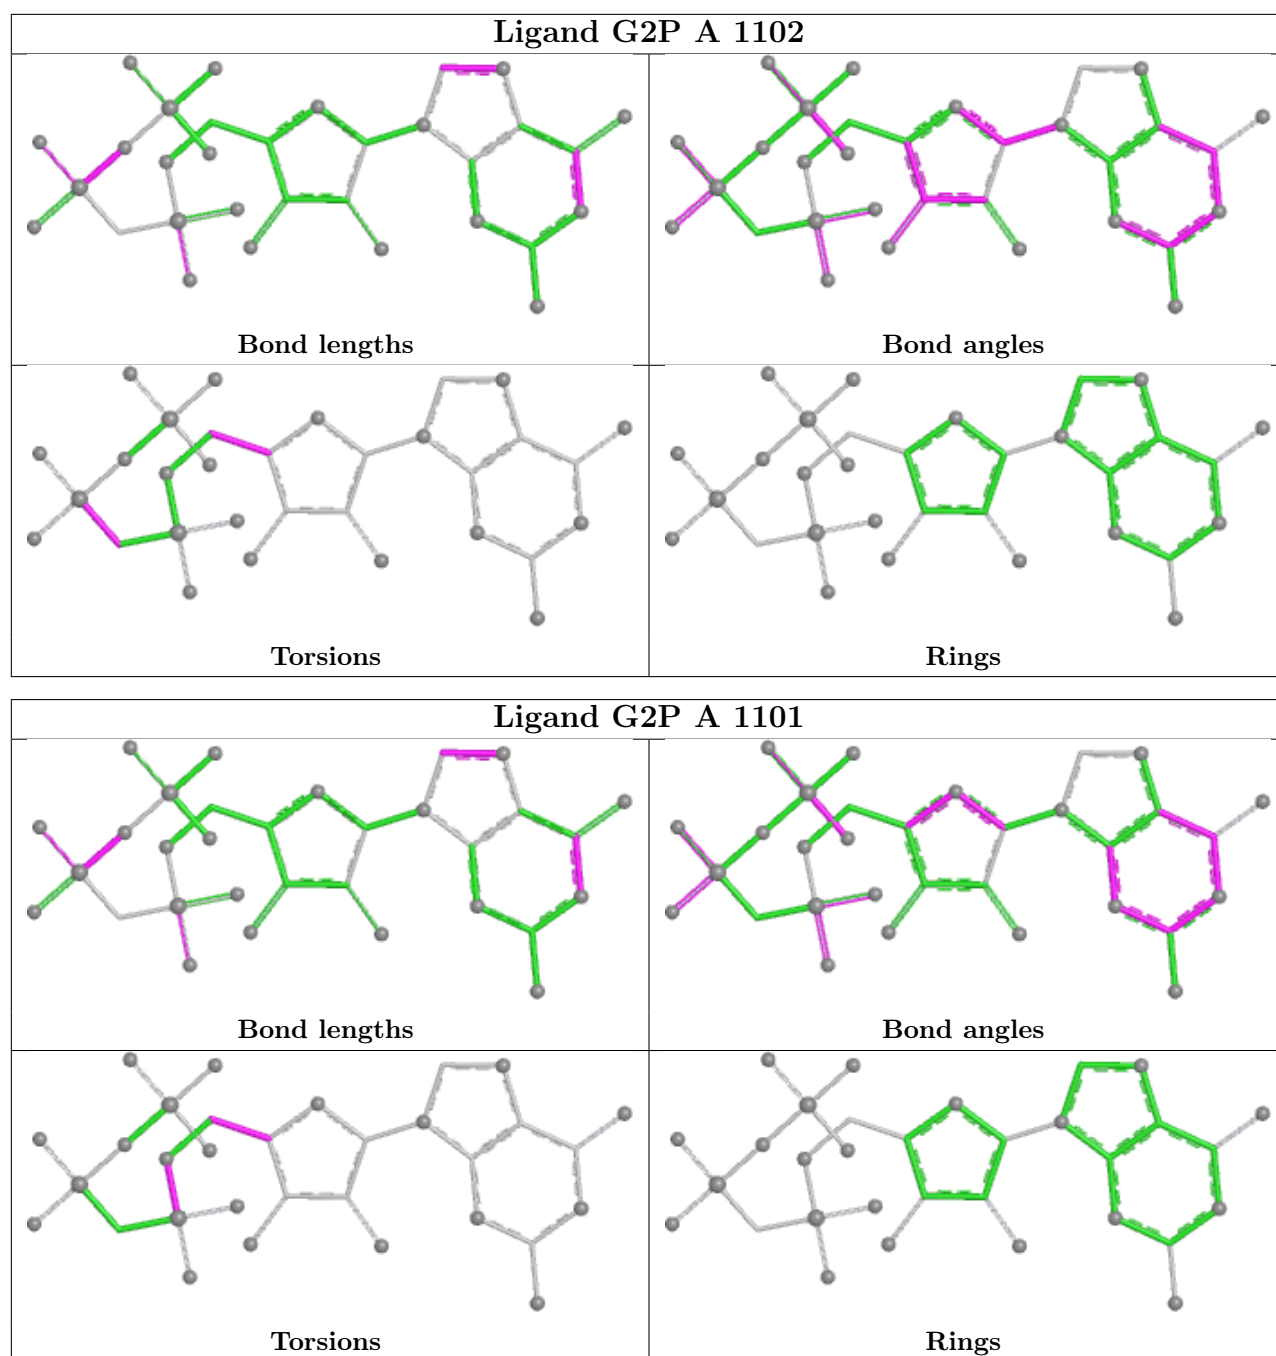 Ligand G2P A 1102
Bond lengths
Bond angles
Torsions
Rings
Ligand G2P A 1101
Bond lengths
Bond angles
Torsions
Rings